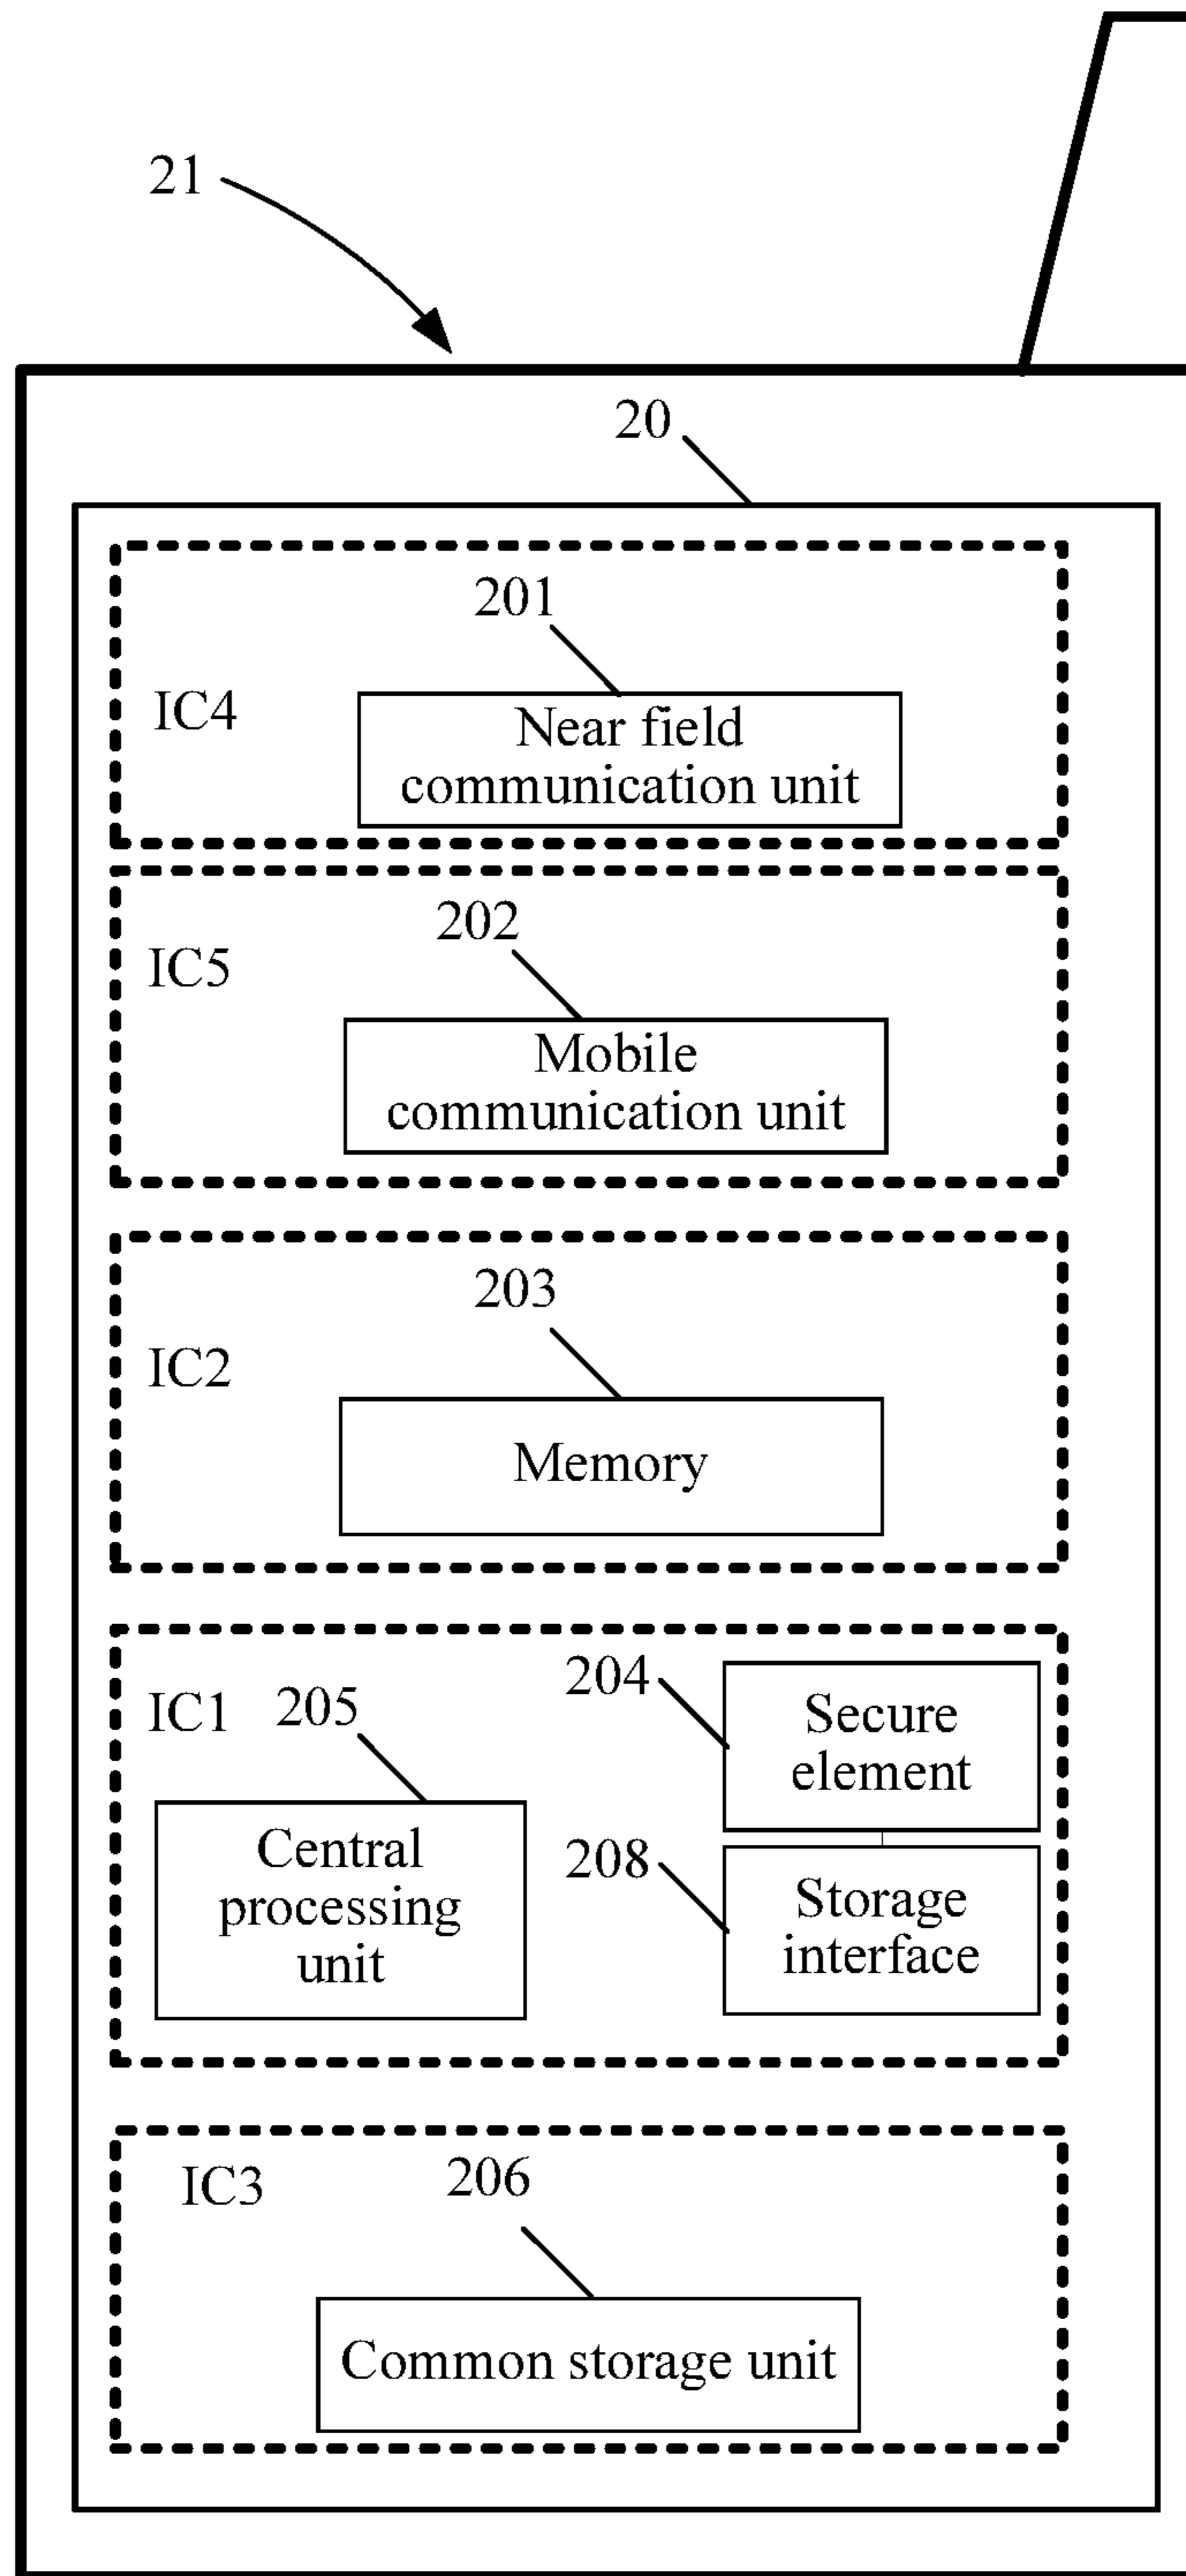 21
20
201
IC4
Near field
communication unit
202
IC5
Mobile
communication unit
203
IC2
Memory
204
Secure
element
IC1
205
Central
processing
unit
208
Storage
interface
IC3
206
Common storage unit